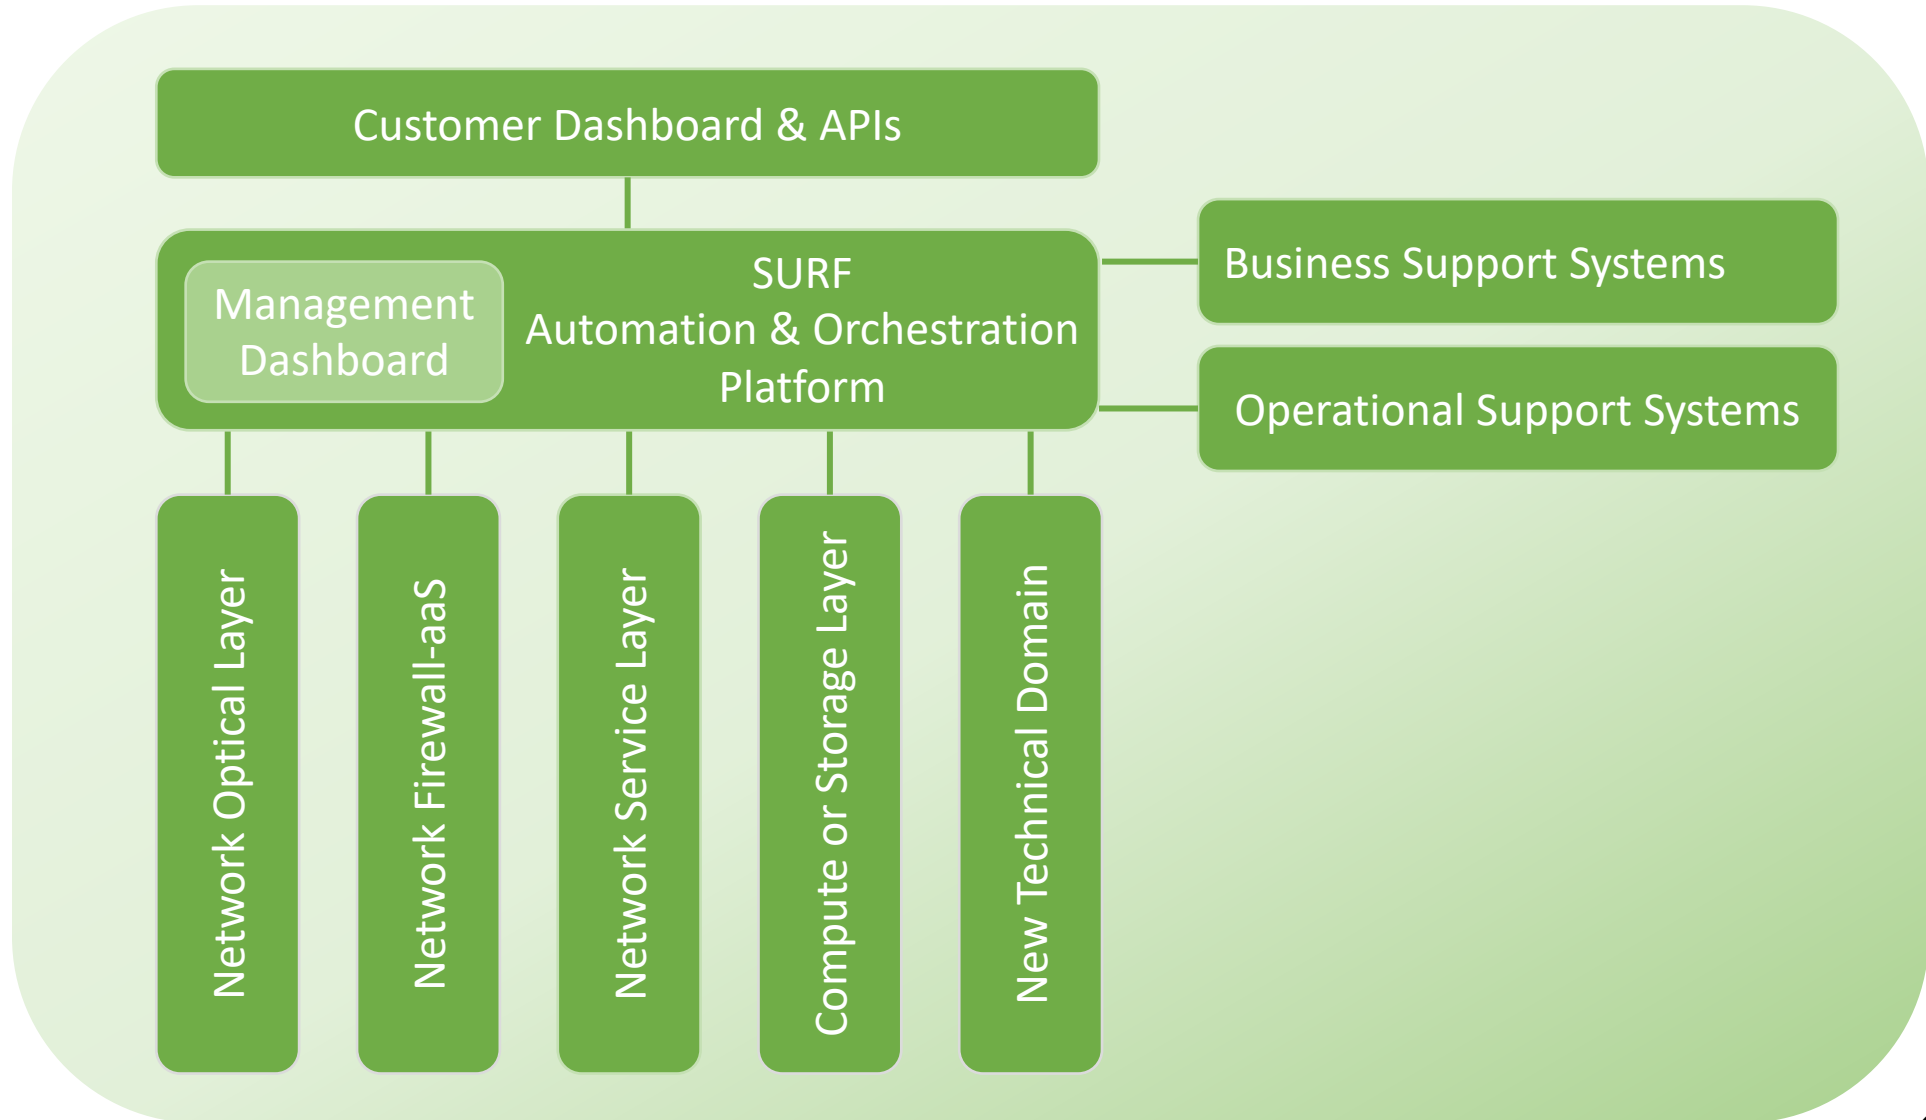 Customer Dashboard & APIs
Management
Dashboard
SURF
Automation & Orchestration
Platform
Business Support Systems
Operational Support Systems
Network Optical Layer
Network Firewall-aaS
Network Service Layer
Compute or Storage Layer
New Technical Domain